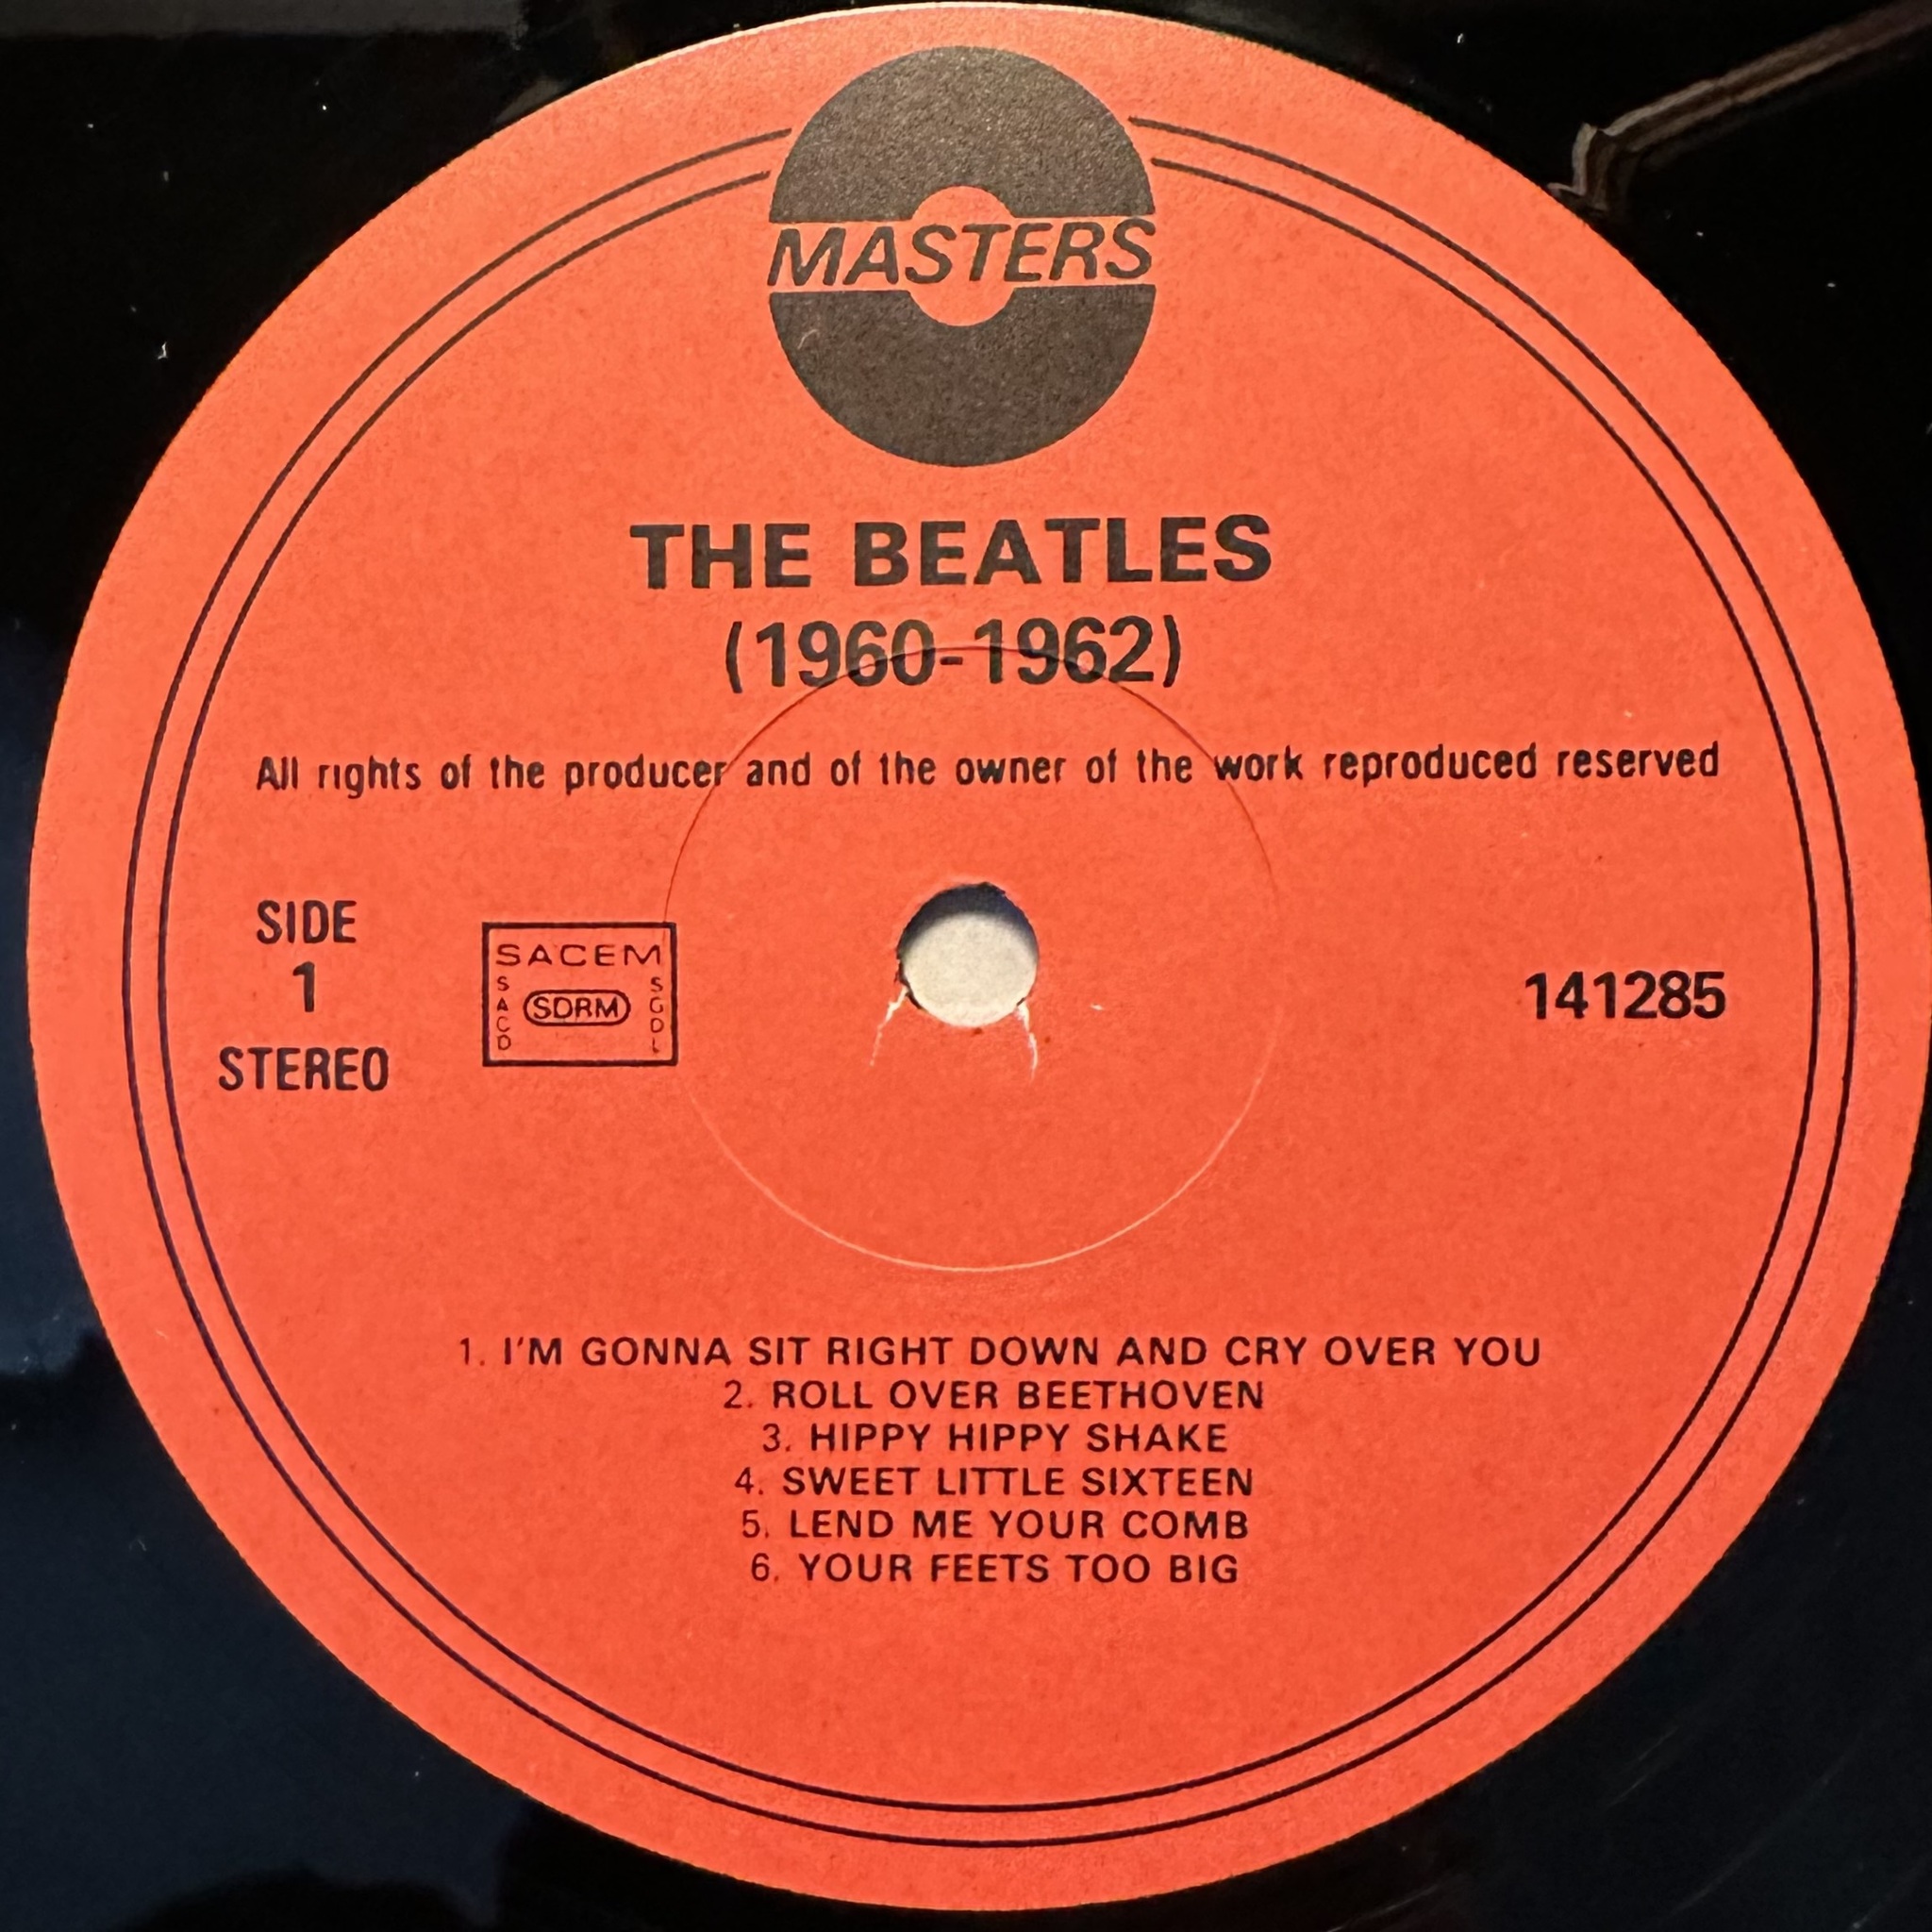 MASTERS
THE BEATLES
(1960-1962)
All rights of the producer and of the owner of the work reproduced reserved
SIDE
1
STEREO
SACEM
SACD
SDRM
SGDL
141285
1. I'M GONNA SIT RIGHT DOWN AND CRY OVER YOU
2. ROLL OVER BEETHOVEN
3. HIPPY HIPPY SHAKE
4. SWEET LITTLE SIXTEEN
5. LEND ME YOUR COMB
6. YOUR FEETS TOO BIG